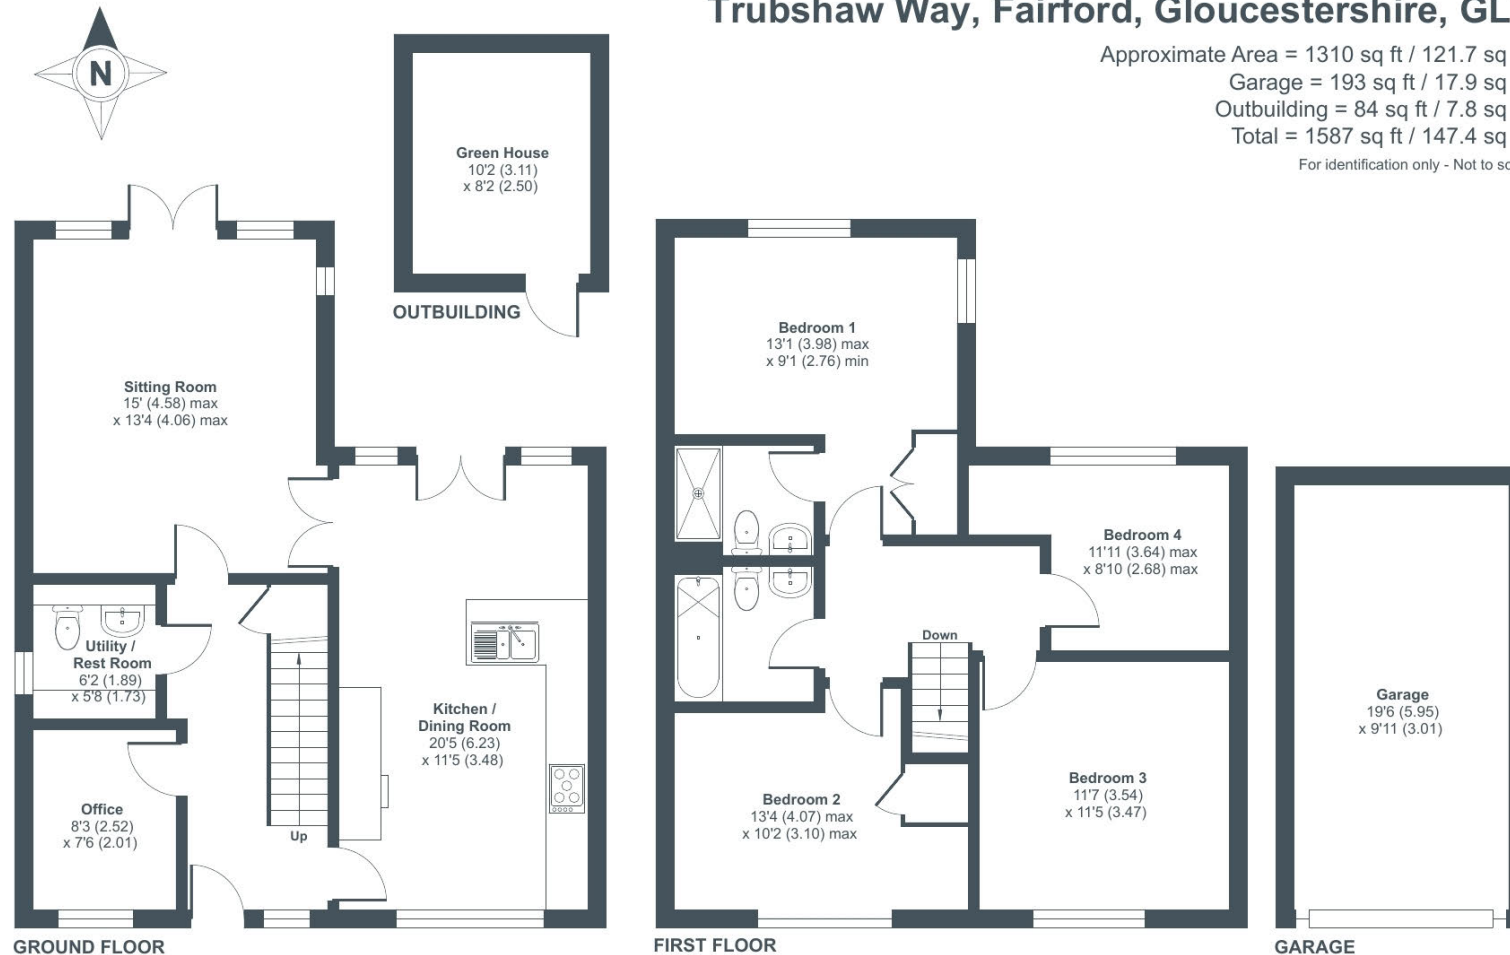 Trubshaw Way, Fairford, Gloucestershire, GL
Approximate Area = 1310 sq ft / 121.7 sq
Garage = 193 sq ft / 17.9 sq
Outbuilding = 84 sq ft / 7.8 sq
Total = 1587 sq ft / 147.4 sq
For identification only - Not to sc
N
Green House
10'2 (3.11)
x 8'2 (2.50)
OUTBUILDING
Sitting Room
15' (4.58) max
x 13'4 (4.06) max
Utility /
Rest Room
6'2 (1.89)
x 5'8 (1.73)
Kitchen /
Dining Room
20'5 (6.23)
x 11'5 (3.48)
Office
8'3 (2.52)
x 7'6 (2.01)
Up
GROUND FLOOR
Bedroom 1
13'1 (3.98) max
x 9'1 (2.76) min
Bedroom 4
11'11 (3.64) max
x 8'10 (2.68) max
Down
Bedroom 3
11'7 (3.54)
x 11'5 (3.47)
Bedroom 2
13'4 (4.07) max
x 10'2 (3.10) max
FIRST FLOOR
Garage
19'6 (5.95)
x 9'11 (3.01)
GARAGE